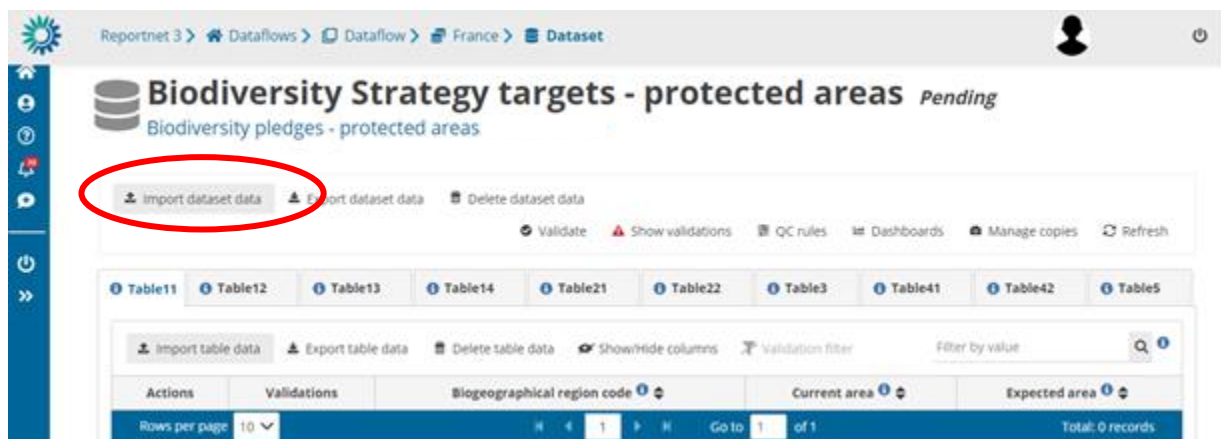 Reportnet 3 > Dataflows > Dataflow > France > Dataset
Biodiversity Strategy targets - protected areas Pending
Biodiversity pledges - protected areas
Import dataset data Export dataset data Delete dataset data
Validate Show validations QC rules Dashboards Manage copies Refresh
Table11 Table12 Table13 Table14 Table21 Table22 Table3 Table41 Table42 Table5
Import table data Export table data Delete table data Show/Hide columns Validation filter Filter by value
Actions Validations Biogeographical region code Current area Expected area
Rows per page 10 1 Go to 1 of 1 Total: 0 records